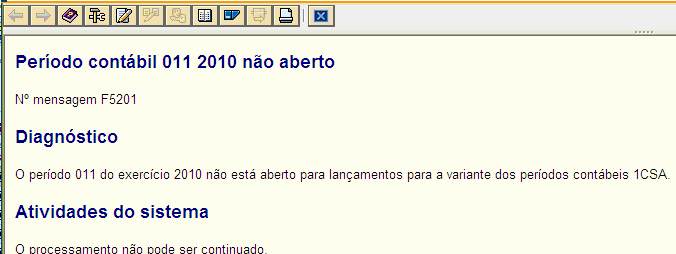 Período contábil 011 2010 não aberto
Nº mensagem F5201
Diagnóstico
O período 011 do exercício 2010 não está aberto para lançamentos para a variante dos períodos contábeis 1CSA.
Atividades do sistema
O processamento não pode ser continuado.